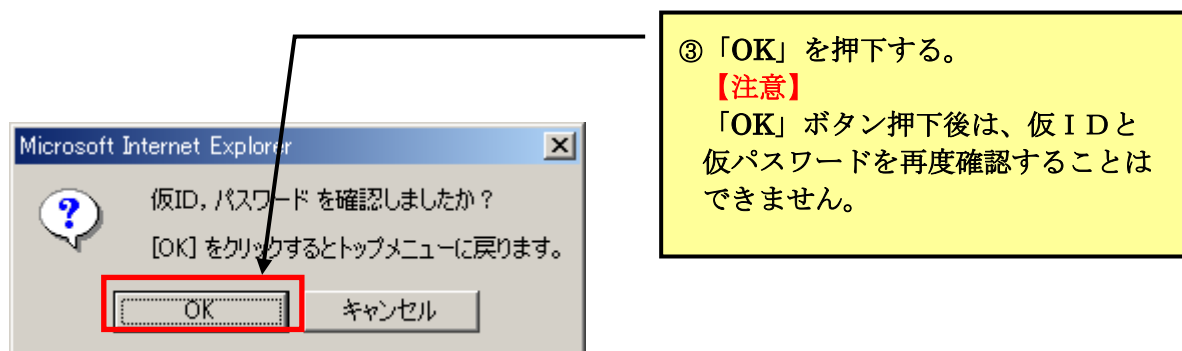 ③「OK」を押下する。
【注意】
「OK」ボタン押下後は、仮ＩＤと
仮パスワードを再度確認することは
できません。
Microsoft Internet Explorer
仮ID, パスワード を確認しましたか？
[OK] をクリックするとトップメニューに戻ります。
OK
キャンセル